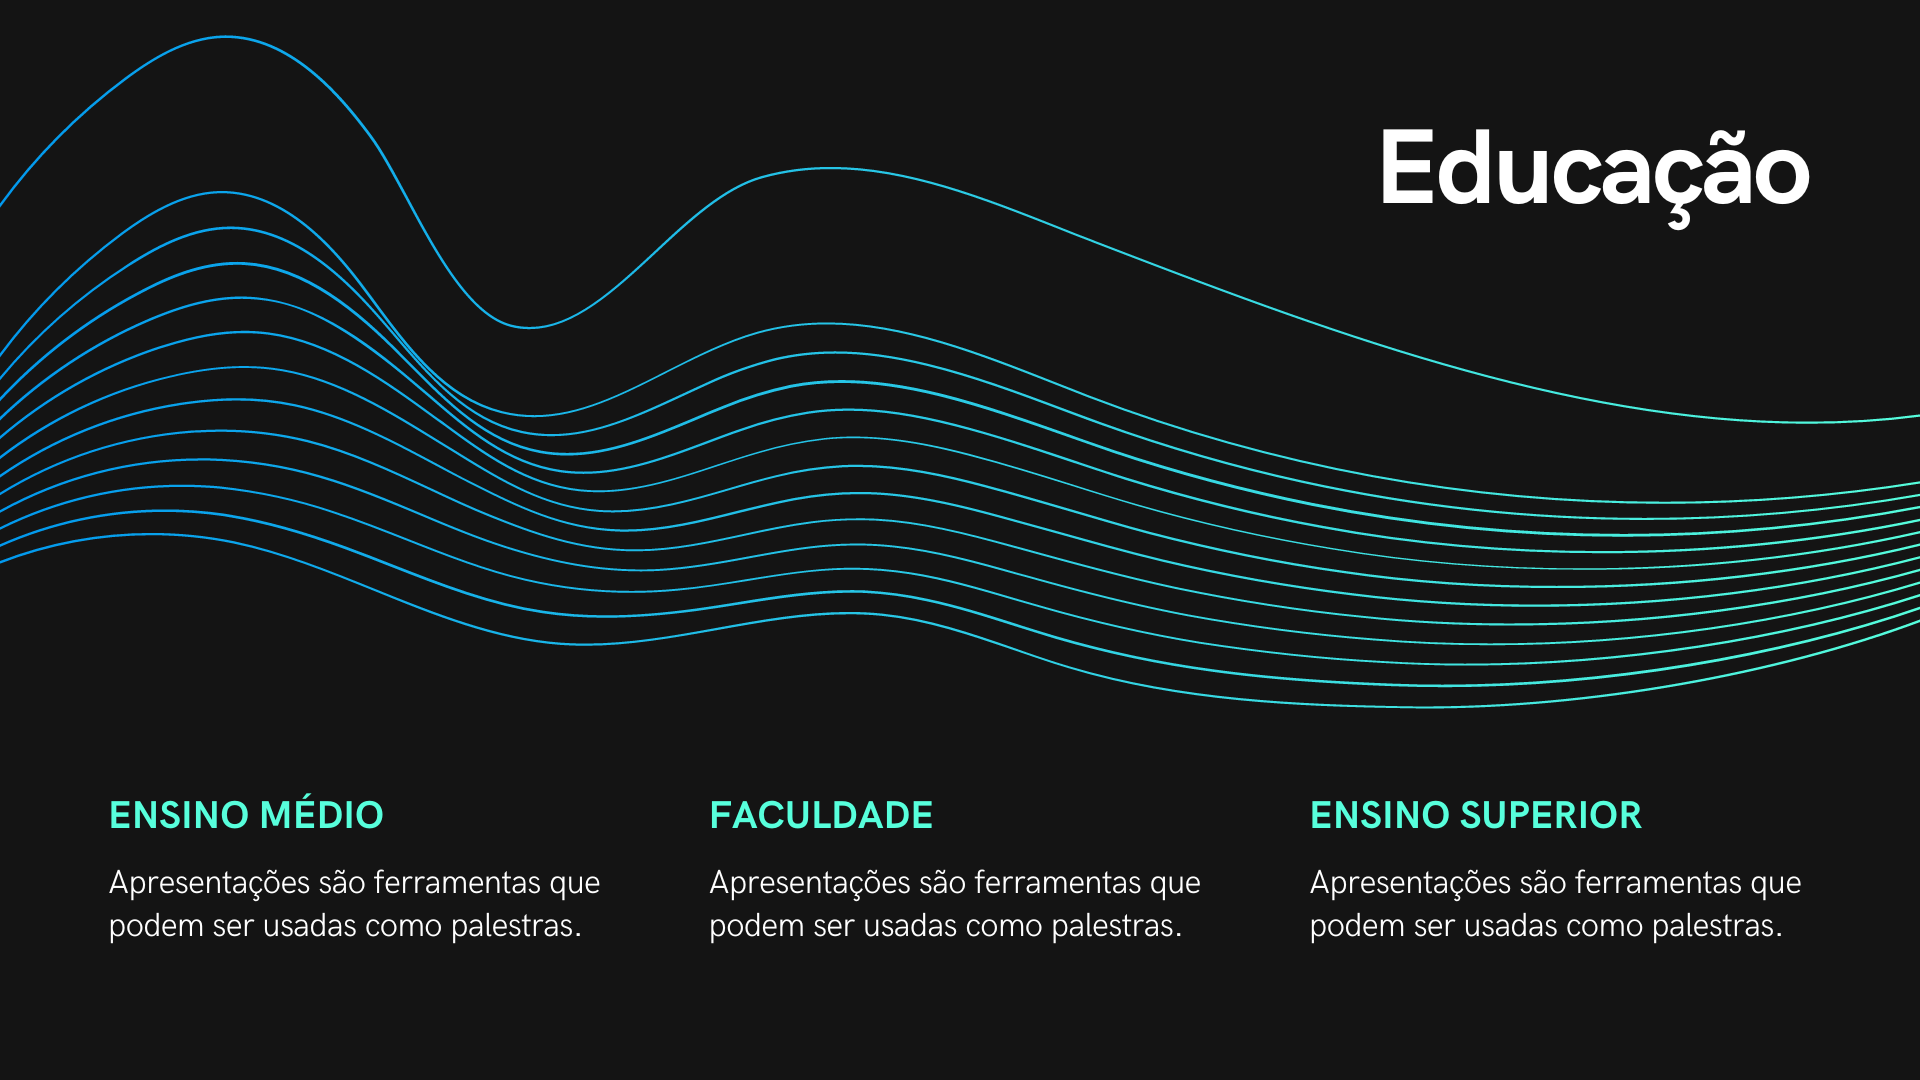 Educação
ENSINO MÉDIO
Apresentações são ferramentas que
podem ser usadas como palestras.
FACULDADE
Apresentações são ferramentas que
podem ser usadas como palestras.
ENSINO SUPERIOR
Apresentações são ferramentas que
podem ser usadas como palestras.